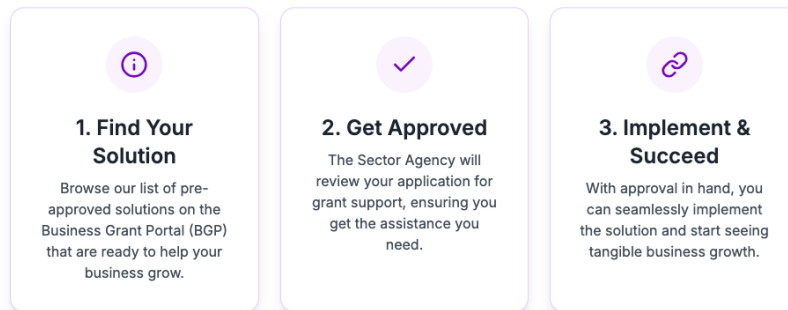 1. Find Your
Solution
Browse our list of pre-
approved solutions on the
Business Grant Portal (BGP)
that are ready to help your
business grow.
2. Get Approved
The Sector Agency will
review your application for
grant support, ensuring you
get the assistance you
need.
3. Implement &
Succeed
With approval in hand, you
can seamlessly implement
the solution and start seeing
tangible business growth.